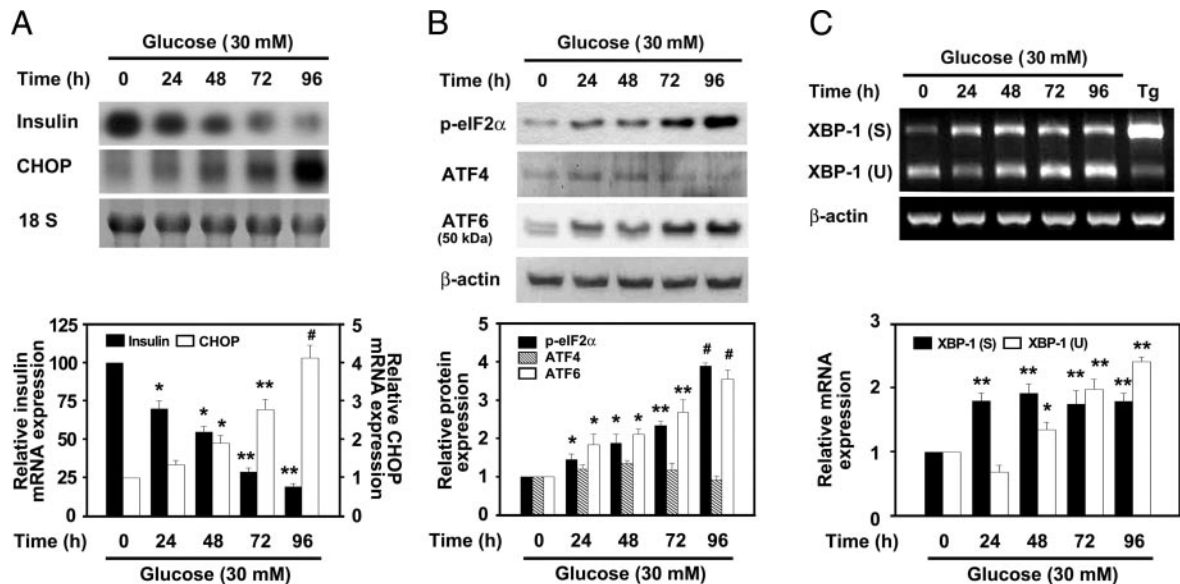 A
Glucose (30 mM)
Time (h) 0 24 48 72 96
Insulin
CHOP
18 S
125
100
75
50
25
0
Relative insulin
mRNA expression
Insulin CHOP
* * * ** ** ** #
5
4
3
2
1
0
Relative CHOP
mRNA expression
Time (h) 0 24 48 72 96
Glucose (30 mM)
B
Glucose (30 mM)
Time (h) 0 24 48 72 96
p-eIF2α
ATF4
ATF6
(50 kDa)
β-actin
5
4
3
2
1
0
Relative protein
expression
p-eIF2α
ATF4
ATF6
* * * * ** ** # #
Time (h) 0 24 48 72 96
Glucose (30 mM)
C
Glucose (30 mM)
Time (h) 0 24 48 72 96 Tg
XBP-1 (S)
XBP-1 (U)
β-actin
3
2
1
0
Relative mRNA
expression
XBP-1 (S) XBP-1 (U)
** ** * ** ** ** **
Time (h) 0 24 48 72 96
Glucose (30 mM)